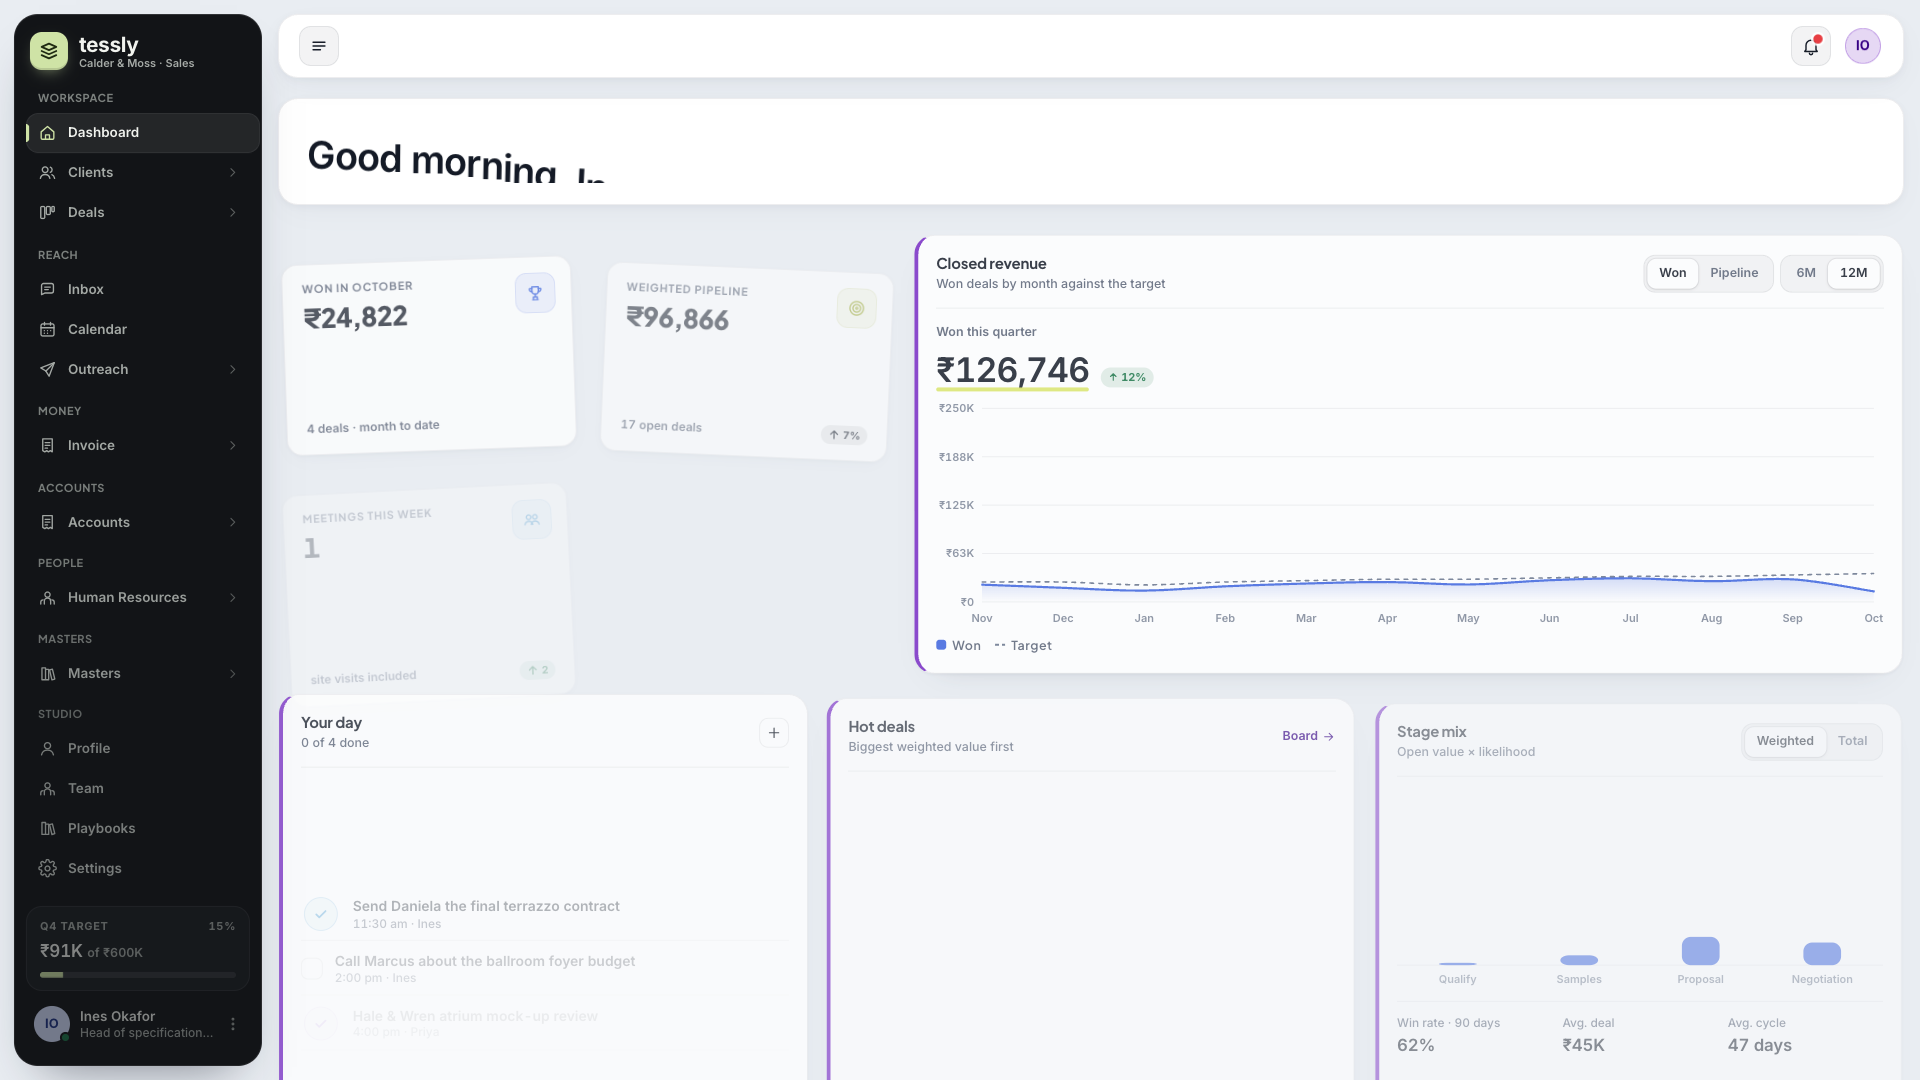 tessly
Calder & Moss · Sales
WORKSPACE
Dashboard
Clients
Deals
REACH
Inbox
Calendar
Outreach
MONEY
Invoice
ACCOUNTS
Accounts
PEOPLE
Human Resources
MASTERS
Masters
STUDIO
Profile
Team
Playbooks
Settings
Q4 TARGET 15%
₹91K of ₹600K
IO
Ines Okafor
Head of specification...
IO
Good morning,
WON IN OCTOBER
₹24,822
4 deals · month to date
WEIGHTED PIPELINE
₹96,866
17 open deals
↑ 7%
MEETINGS THIS WEEK
1
site visits included
↑ 2
Closed revenue
Won deals by month against the target
Won Pipeline
6M 12M
Won this quarter
₹126,746
↑ 12%
₹250K
₹188K
₹125K
₹63K
₹0
Nov Dec Jan Feb Mar Apr May Jun Jul Aug Sep Oct
Won Target
Your day
0 of 4 done
Send Daniela the final terrazzo contract
11:30 am · Ines
Call Marcus about the ballroom foyer budget
2:00 pm · Ines
Hale & Wren atrium mock-up review
4:00 pm · Priya
Hot deals
Biggest weighted value first
Board →
Stage mix
Open value × likelihood
Weighted Total
Qualify Samples Proposal Negotiation
Win rate · 90 days Avg. deal Avg. cycle
62% ₹45K 47 days